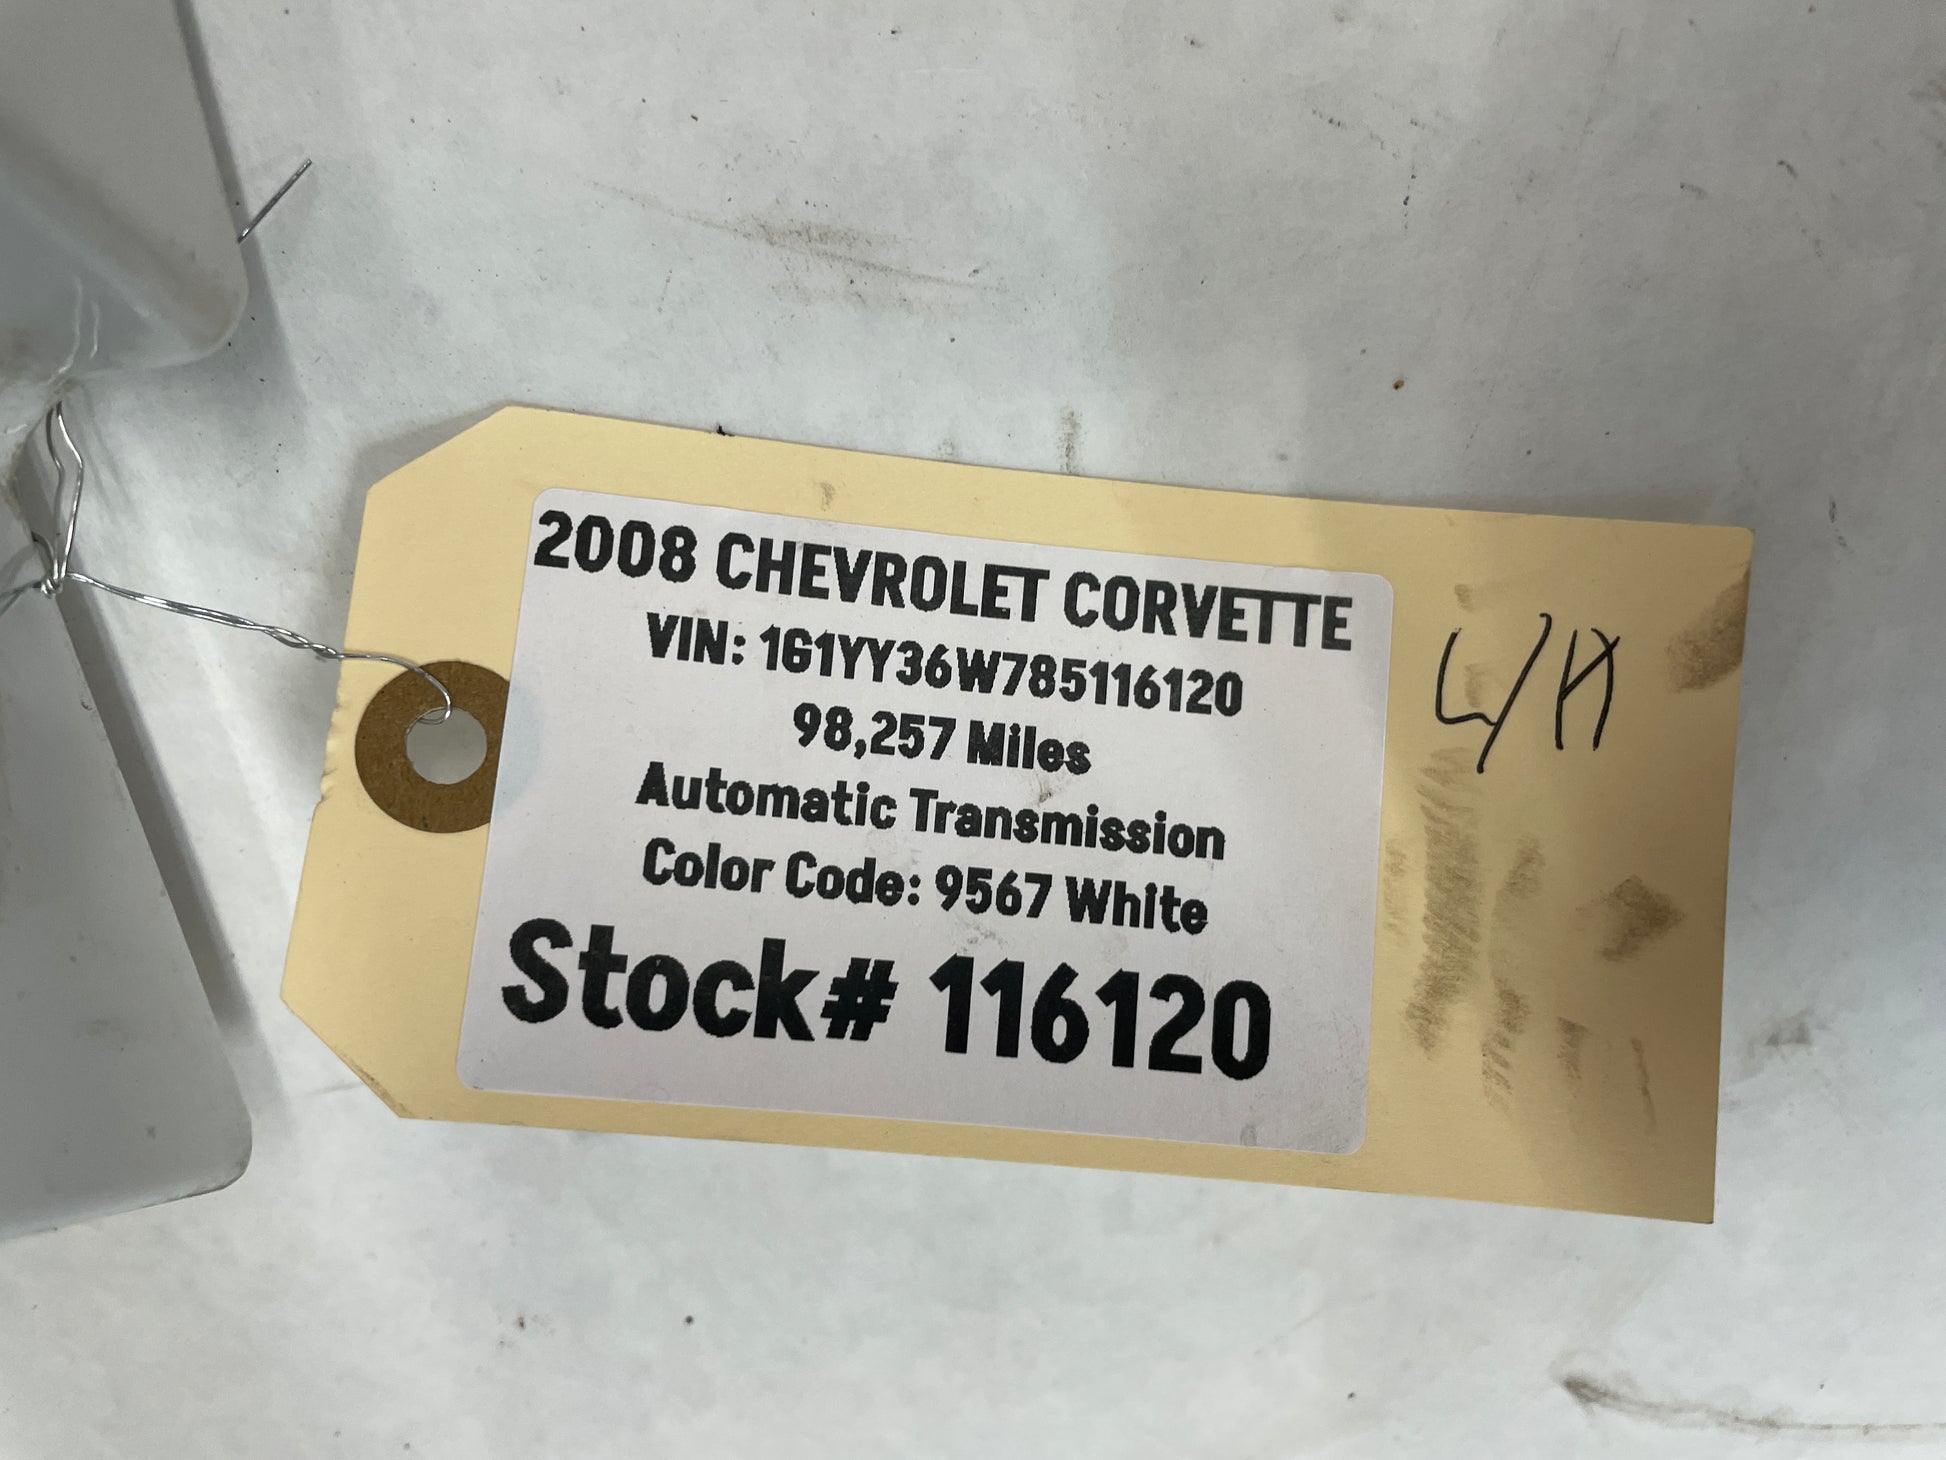 2008 CHEVROLET CORVETTE
VIN: 1G1YY36W785116120
98,257 Miles
Automatic Transmission
Color Code: 9567 White
Stock# 116120
L/H